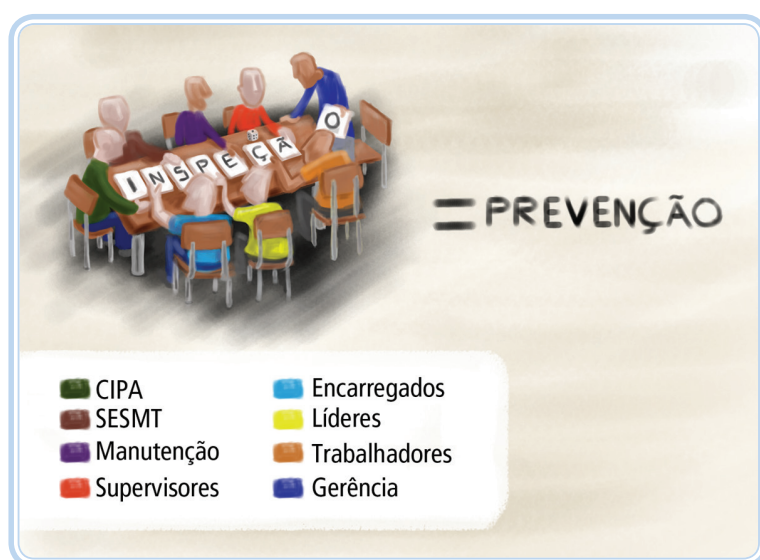 INSPEÇÃO
= PREVENÇÃO
CIPA
SESMT
Manutenção
Supervisores
Encarregados
Líderes
Trabalhadores
Gerência